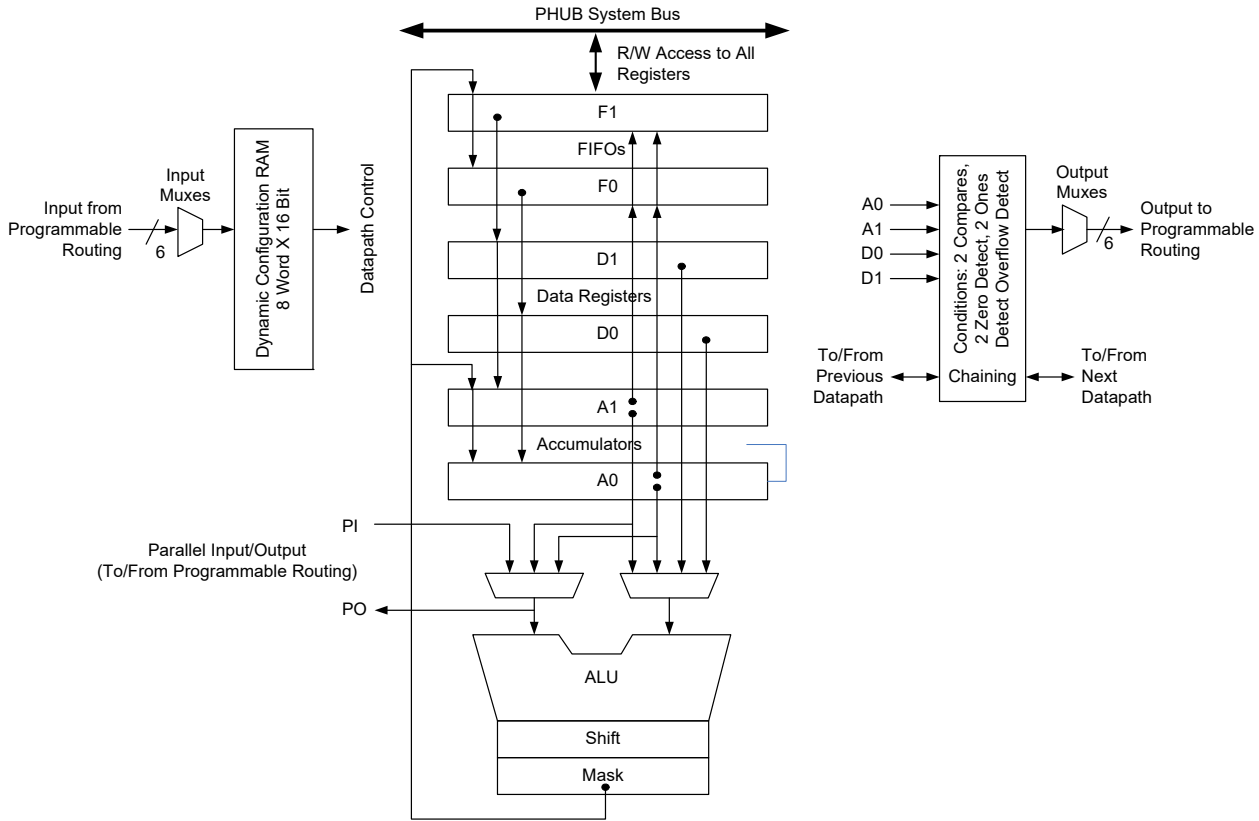 PHUB System Bus
R/W Access to All
Registers
F1
FIFOs
F0
D1
Data Registers
D0
A1
Accumulators
A0
Input from
Programmable
Routing
6
Input
Muxes
Dynamic Configuration RAM
8 Word X 16 Bit
Datapath Control
PI
Parallel Input/Output
(To/From Programmable Routing)
PO
ALU
Shift
Mask
A0
A1
D0
D1
Conditions: 2 Compares,
2 Zero Detect, 2 Ones
Detect Overflow Detect
Chaining
To/From
Previous
Datapath
To/From
Next
Datapath
Output
Muxes
6
Output to
Programmable
Routing